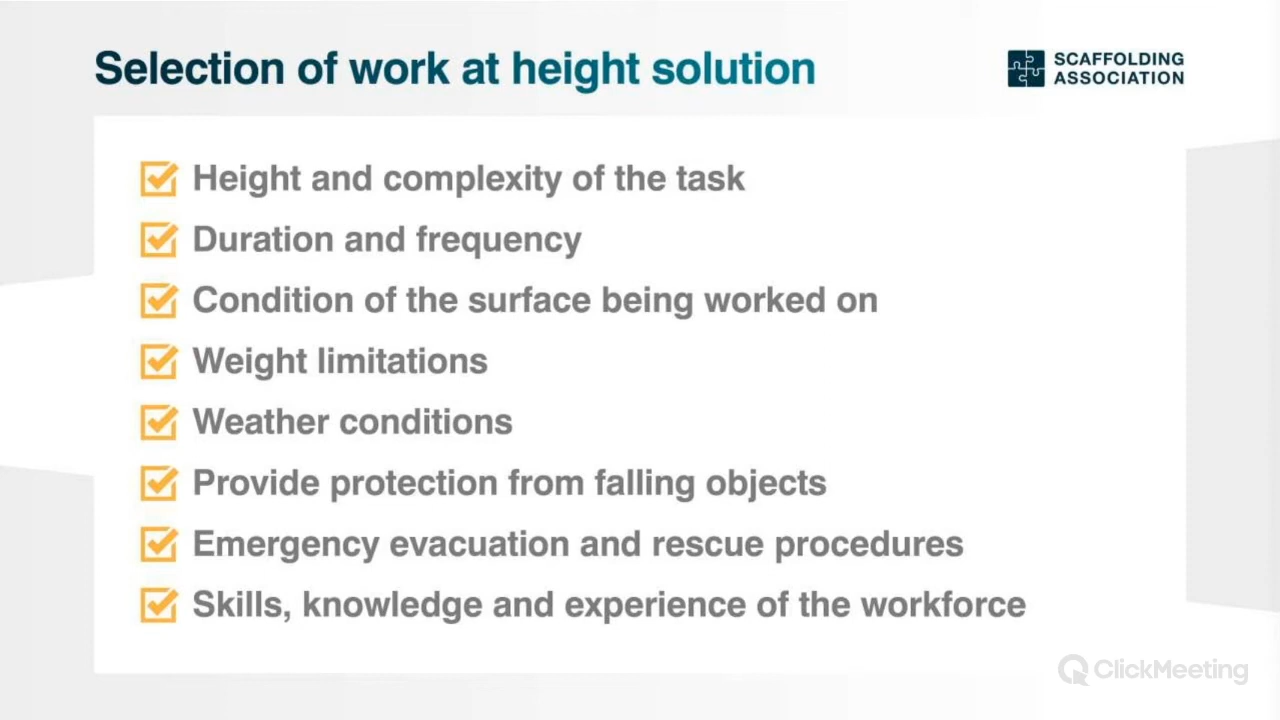 Selection of work at height solution
SCAFFOLDING
ASSOCIATION
Height and complexity of the task
Duration and frequency
Condition of the surface being worked on
Weight limitations
Weather conditions
Provide protection from falling objects
Emergency evacuation and rescue procedures
Skills, knowledge and experience of the workforce
ClickMeeting